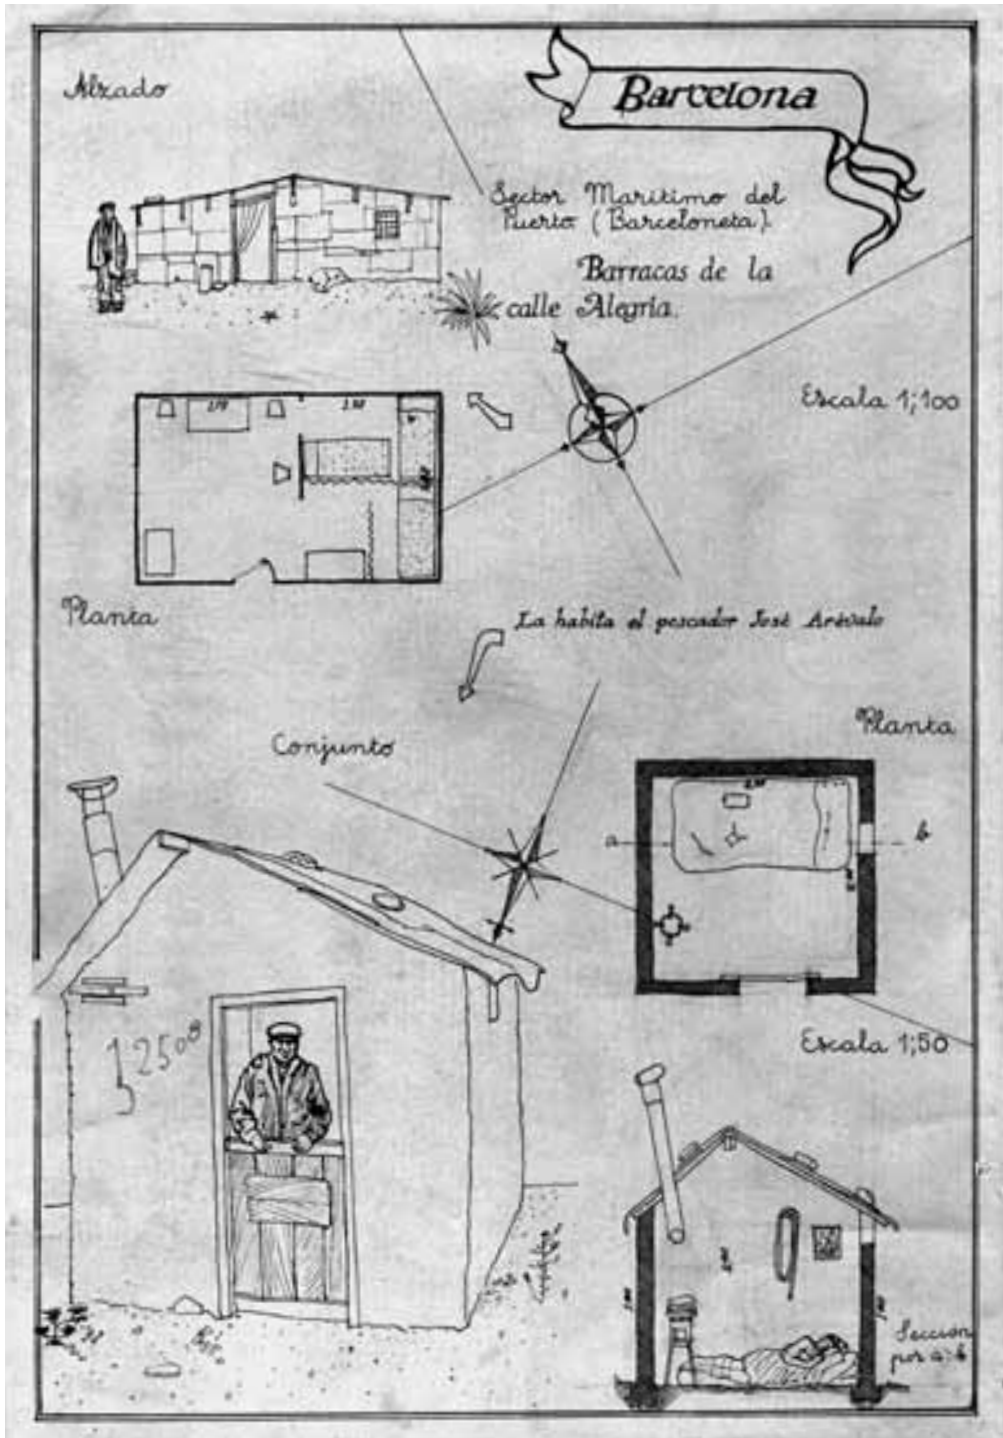 Alzado
Barcelona
Sector Marítimo del
Puerto (Barceloneta).
Barracas de la
calle Alegría.
Escala 1;100
Planta
La habita el pescador José Arévalo
Conjunto
Planta
a
b
Escala 1;50
Sección
por a-b